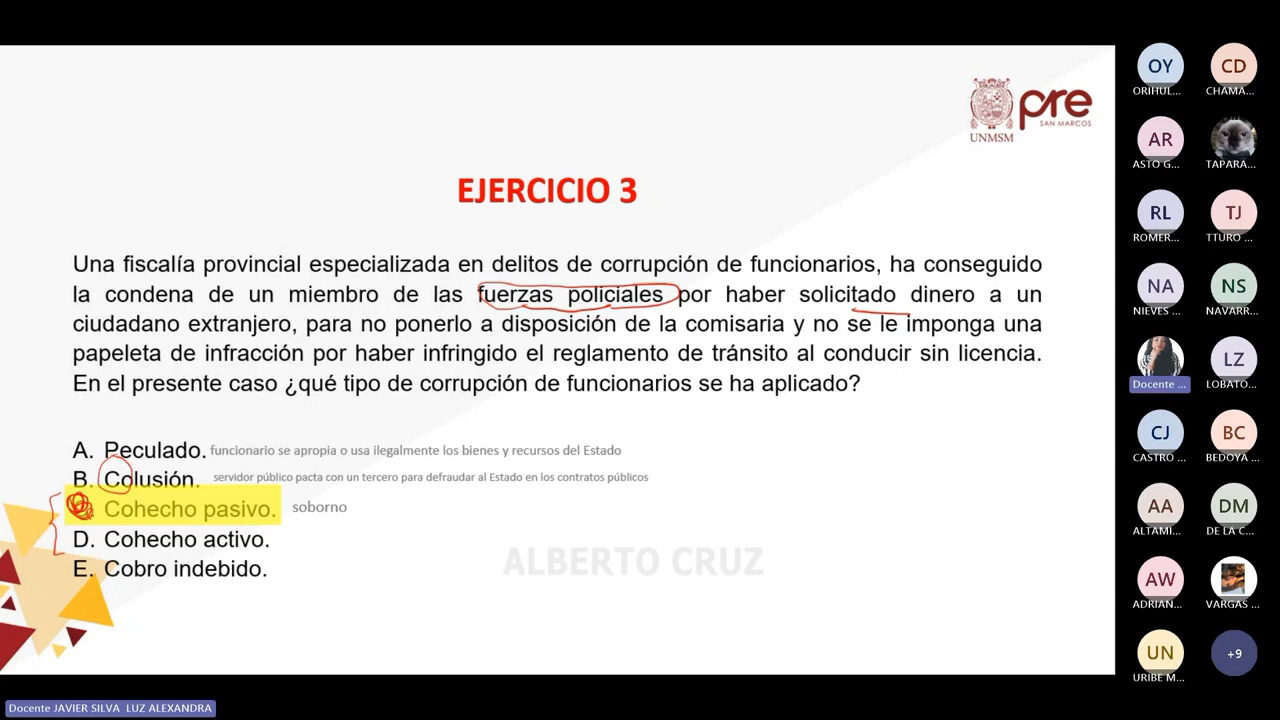 UNMSM
pre
SAN MARCOS
EJERCICIO 3
Una fiscalía provincial especializada en delitos de corrupción de funcionarios, ha conseguido
la condena de un miembro de las fuerzas policiales por haber solicitado dinero a un
ciudadano extranjero, para no ponerlo a disposición de la comisaria y no se le imponga una
papeleta de infracción por haber infringido el reglamento de tránsito al conducir sin licencia.
En el presente caso ¿qué tipo de corrupción de funcionarios se ha aplicado?
A. Peculado. funcionario se apropia o usa ilegalmente los bienes y recursos del Estado
B. Colusión. servidor público pacta con un tercero para defraudar al Estado en los contratos públicos
Cohecho pasivo. soborno
D. Cohecho activo.
E. Cobro indebido.
ALBERTO CRUZ
OY CD
ORIHUL... CHAMA...
AR
ASTO G... TAPARA...
RL TJ
ROMER... TTURO ...
NA NS
NIEVES ... NAVARR...
LZ
Docente ... LOBATO...
CJ BC
CASTRO ... BEDOYA ...
AA DM
ALTAMI... DE LA C...
AW
ADRIAN... VARGAS ...
UN +9
URIBE M...
Docente JAVIER SILVA LUZ ALEXANDRA